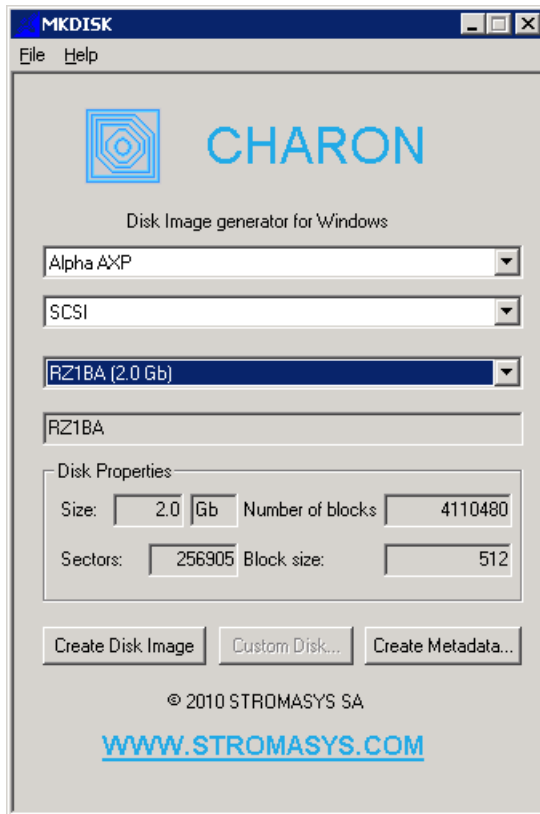 MKDISK
File Help
CHARON
Disk Image generator for Windows
Alpha AXP
SCSI
RZ1BA (2.0 Gb)
RZ1BA
Disk Properties
Size: 2.0 Gb Number of blocks 4110480
Sectors: 256905 Block size: 512
Create Disk Image Custom Disk... Create Metadata...
© 2010 STROMASYS SA
WWW.STROMASYS.COM